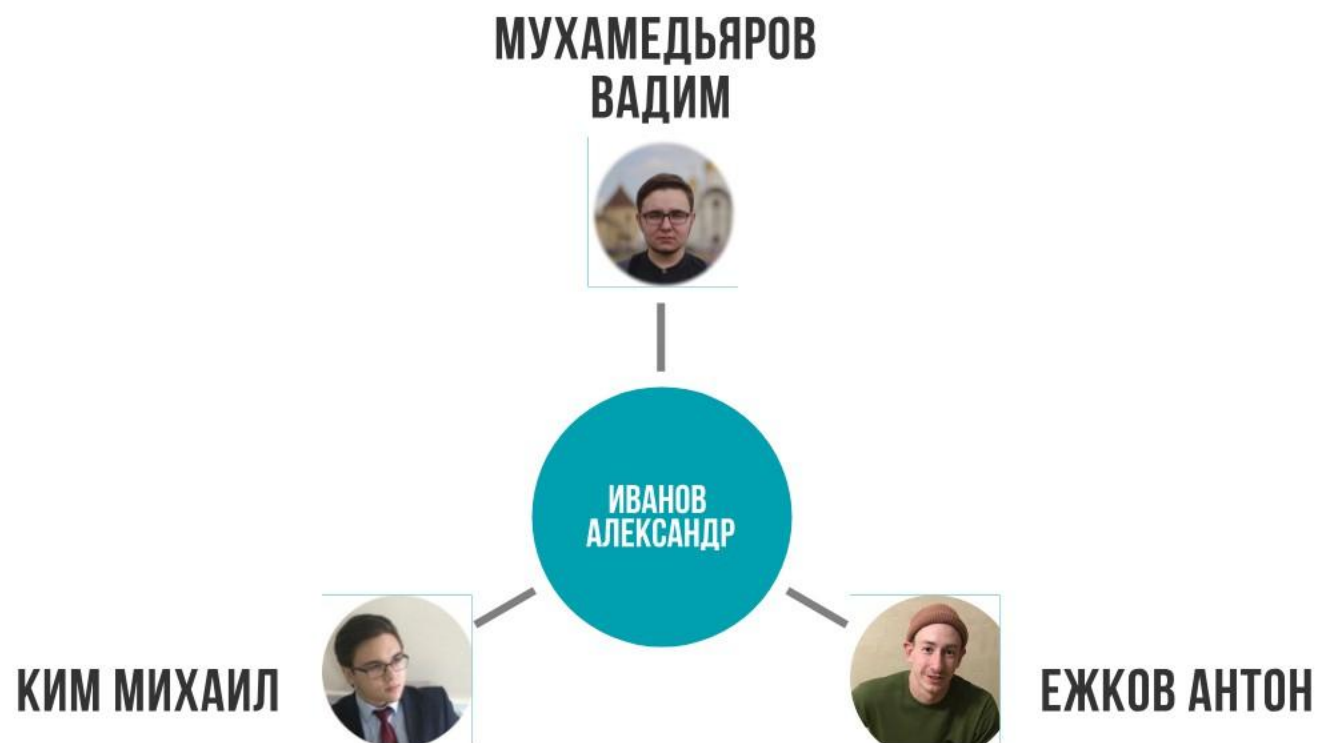 МУХАМЕДЬЯРОВ
ВАДИМ
ИВАНОВ
АЛЕКСАНДР
КИМ МИХАИЛ
ЕЖКОВ АНТОН